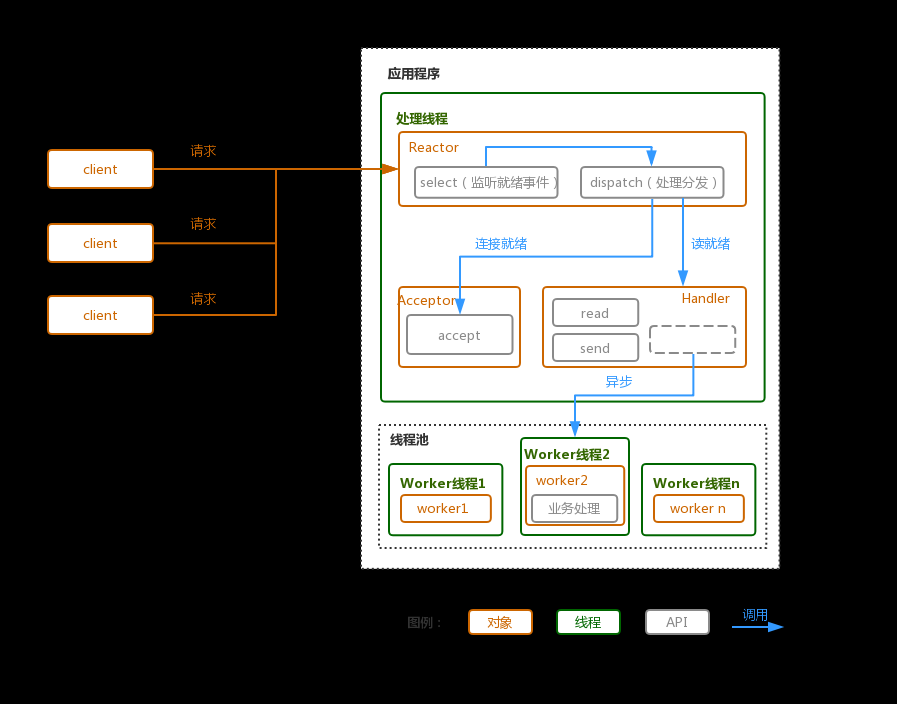 应用程序
处理线程
请求
client
Reactor
select（监听就绪事件）
dispatch（处理分发）
请求
client
连接就绪
读就绪
请求
client
Acceptor
accept
Handler
read
send
异步
线程池
Worker线程1
worker1
Worker线程2
worker2
业务处理
Worker线程n
worker n
图例：
对象
线程
API
调用